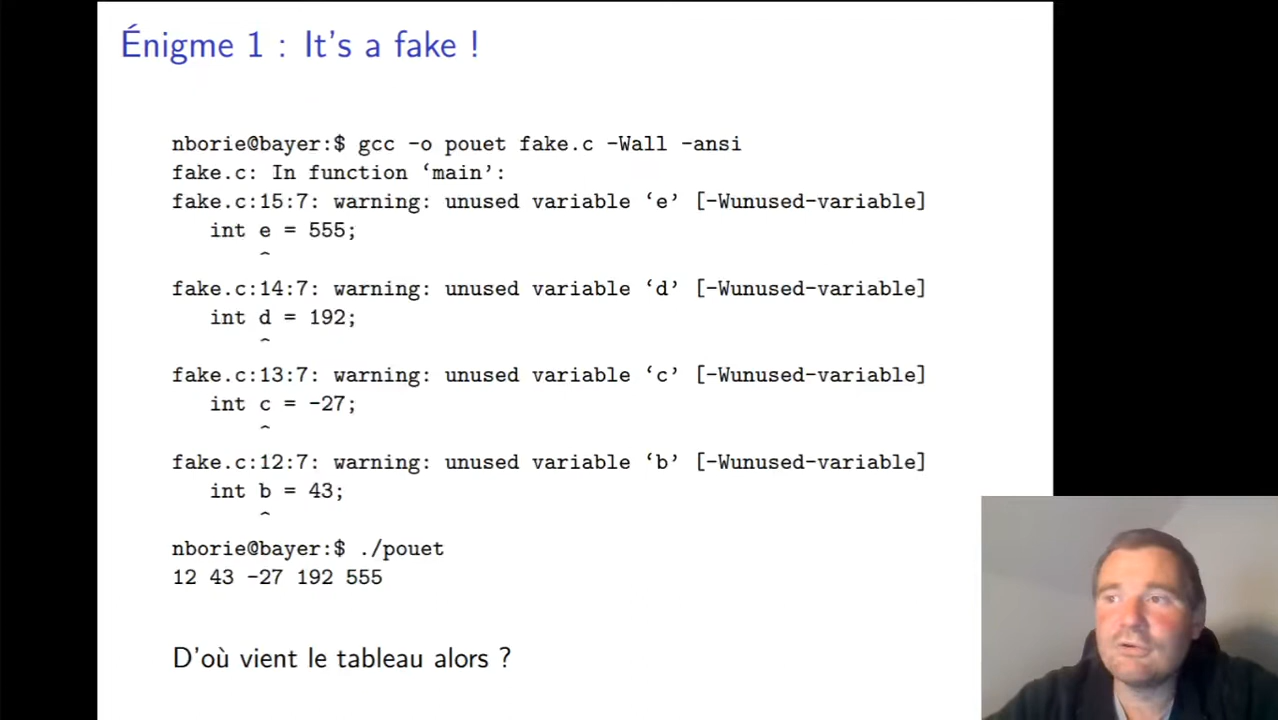 Énigme 1 : It's a fake !
nborie@bayer:$ gcc -o pouet fake.c -Wall -ansi
fake.c: In function ‘main’:
fake.c:15:7: warning: unused variable ‘e’ [-Wunused-variable]
int e = 555;
^
fake.c:14:7: warning: unused variable ‘d’ [-Wunused-variable]
int d = 192;
^
fake.c:13:7: warning: unused variable ‘c’ [-Wunused-variable]
int c = -27;
^
fake.c:12:7: warning: unused variable ‘b’ [-Wunused-variable]
int b = 43;
^
nborie@bayer:$ ./pouet
12 43 -27 192 555
D'où vient le tableau alors ?